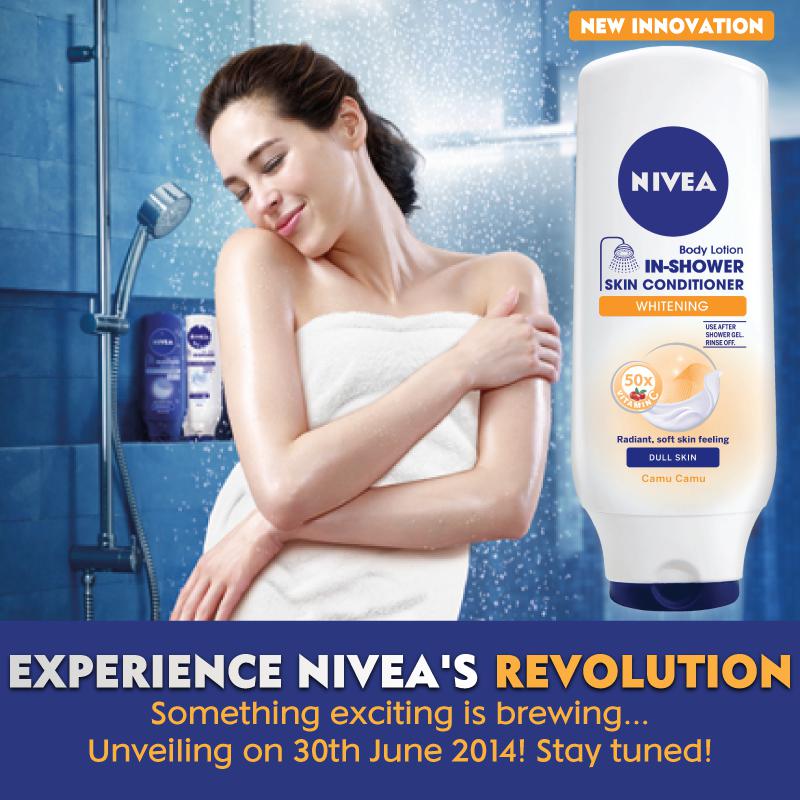 NEW INNOVATION
NIVEA
Body Lotion
IN-SHOWER
SKIN CONDITIONER
WHITENING
USE AFTER
SHOWER GEL.
RINSE OFF.
50x
VITAMIN C
Radiant, soft skin feeling
DULL SKIN
Camu Camu
NIVEA
NIVEA
EXPERIENCE NIVEA'S REVOLUTION
Something exciting is brewing...
Unveiling on 30th June 2014! Stay tuned!